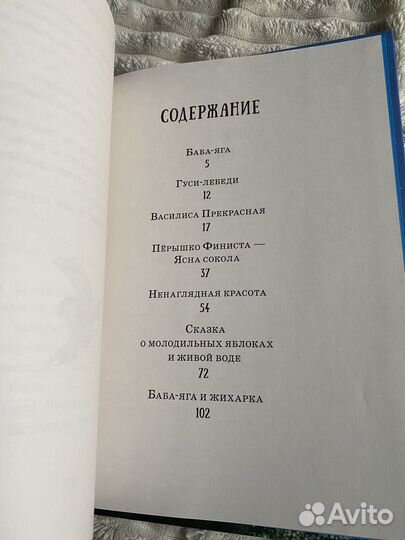 СОДЕРЖАНИЕ
БАБА-ЯГА
5
ГУСИ-ЛЕБЕДИ
12
ВАСИЛИСА ПРЕКРАСНАЯ
17
ПЁРЫШКО ФИНИСТА —
ЯСНА СОКОЛА
37
НЕНАГЛЯДНАЯ КРАСОТА
54
СКАЗКА
О МОЛОДИЛЬНЫХ ЯБЛОКАХ
И ЖИВОЙ ВОДЕ
72
БАБА-ЯГА И ЖИХАРКА
102
Avito